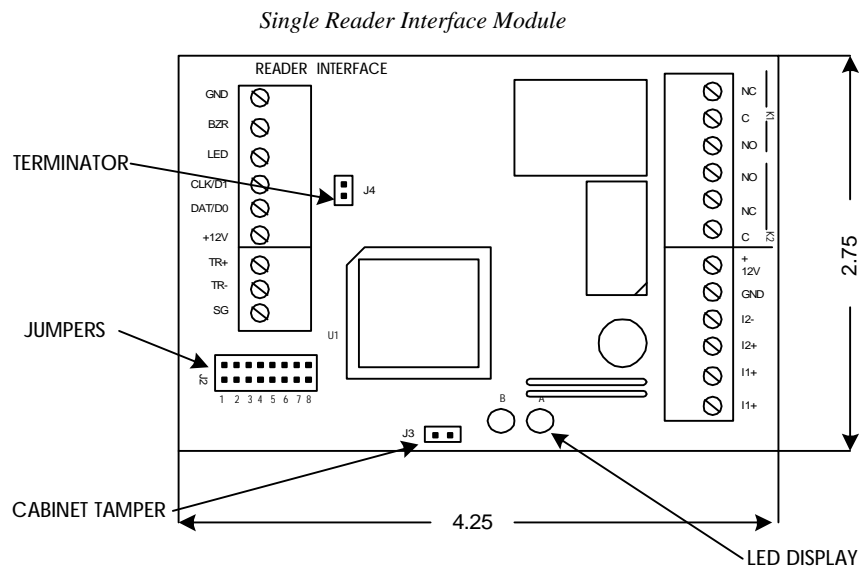 Single Reader Interface Module
READER INTERFACE
GND
BZR
LED
CLK/D1
DAT/D0
+12V
TR+
TR-
SG
TERMINATOR
J4
U1
JUMPERS
J2
1 2 3 4 5 6 7 8
J3
B
A
CABINET TAMPER
LED DISPLAY
NC
C
NO
K1
NO
NC
C
K2
+
12V
GND
I2-
I2+
I1+
I1+
2.75
4.25